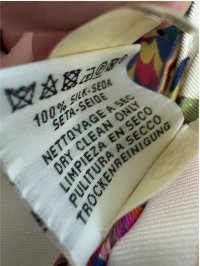 100% SILK-SEDA
SETA-SEIDE
NETTOYAGE A SEC
DRY CLEAN ONLY
LIMPIEZA EN SECO
PULITURA A SECCO
TROCKENREINIGUNG